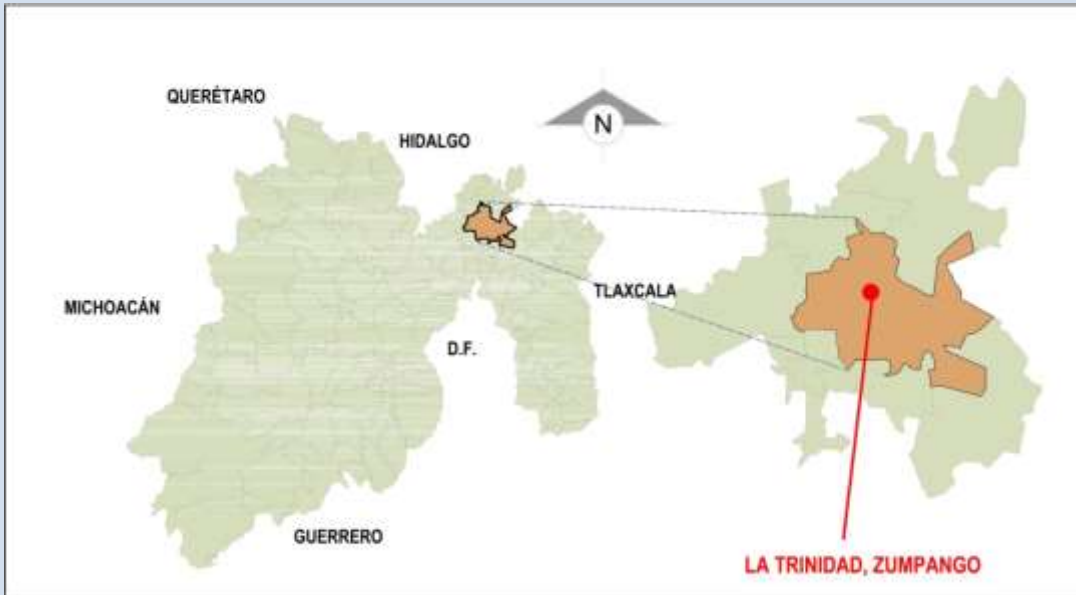 QUERÉTARO
HIDALGO
N
MICHOACÁN
TLAXCALA
D.F.
GUERRERO
LA TRINIDAD, ZUMPANGO